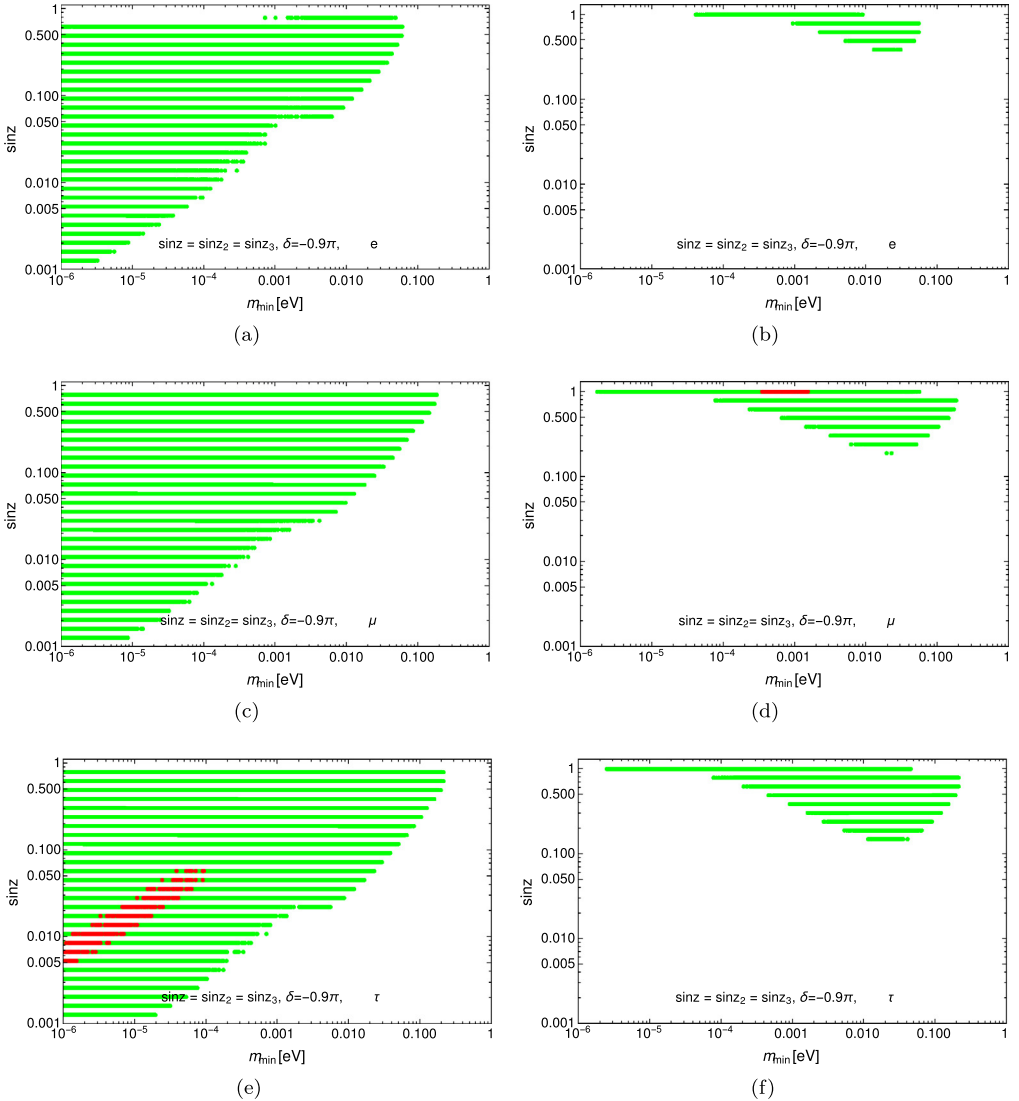 1
0.500
0.100
0.050
0.010
0.005
0.001
sinz
sinz = sinz₂ = sinz₃, δ=−0.9π, e
10⁻⁶ 10⁻⁵ 10⁻⁴ 0.001 0.010 0.100 1
mmin [eV]
(a)
1
0.500
0.100
0.050
0.010
0.005
0.001
sinz
sinz = sinz₂ = sinz₃, δ=−0.9π, e
10⁻⁶ 10⁻⁵ 10⁻⁴ 0.001 0.010 0.100 1
mmin [eV]
(b)
1
0.500
0.100
0.050
0.010
0.005
0.001
sinz
sinz = sinz₂= sinz₃, δ=−0.9π, μ
10⁻⁶ 10⁻⁵ 10⁻⁴ 0.001 0.010 0.100 1
mmin [eV]
(c)
1
0.500
0.100
0.050
0.010
0.005
0.001
sinz
sinz = sinz₂= sinz₃, δ=−0.9π, μ
10⁻⁶ 10⁻⁵ 10⁻⁴ 0.001 0.010 0.100 1
mmin [eV]
(d)
1
0.500
0.100
0.050
0.010
0.005
0.001
sinz
sinz = sinz₂ = sinz₃, δ=−0.9π, τ
10⁻⁶ 10⁻⁵ 10⁻⁴ 0.001 0.010 0.100 1
mmin [eV]
(e)
1
0.500
0.100
0.050
0.010
0.005
0.001
sinz
sinz = sinz₂ = sinz₃, δ=−0.9π, τ
10⁻⁶ 10⁻⁵ 10⁻⁴ 0.001 0.010 0.100 1
mmin [eV]
(f)